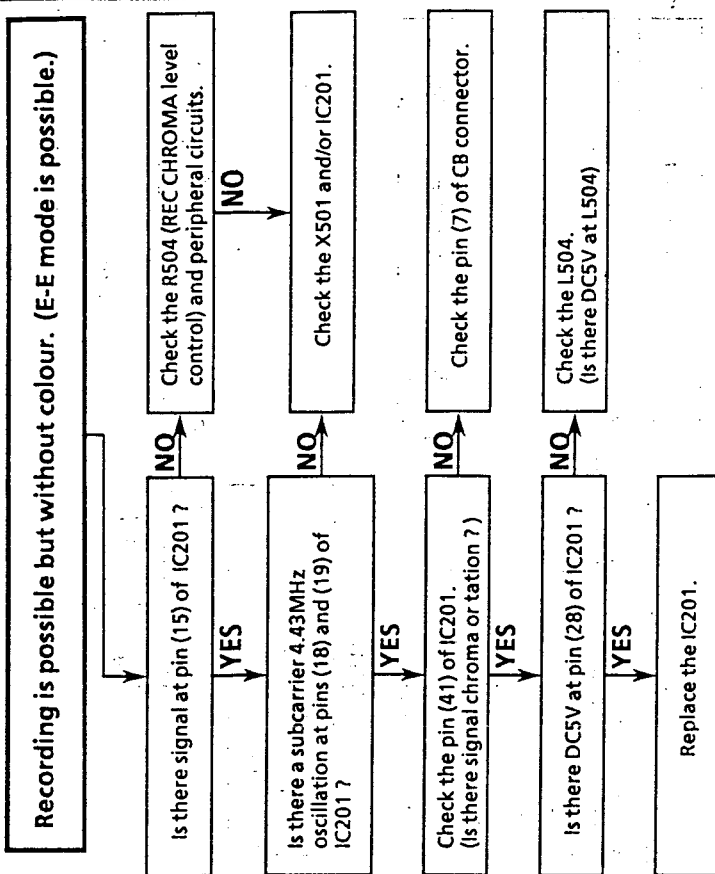 Recording is possible but without colour. (E-E mode is possible.)
Is there signal at pin (15) of IC201 ?
NO
Check the R504 (REC CHROMA level
control) and peripheral circuits.
YES
NO
Is there a subcarrier 4.43MHz
oscillation at pins (18) and (19) of
IC201 ?
NO
Check the X501 and/or IC201.
YES
Check the pin (41) of IC201.
(Is there signal chroma or tation ? )
NO
Check the pin (7) of CB connector.
YES
Is there DC5V at pin (28) of IC201 ?
NO
Check the L504.
(Is there DC5V at L504)
YES
Replace the IC201.